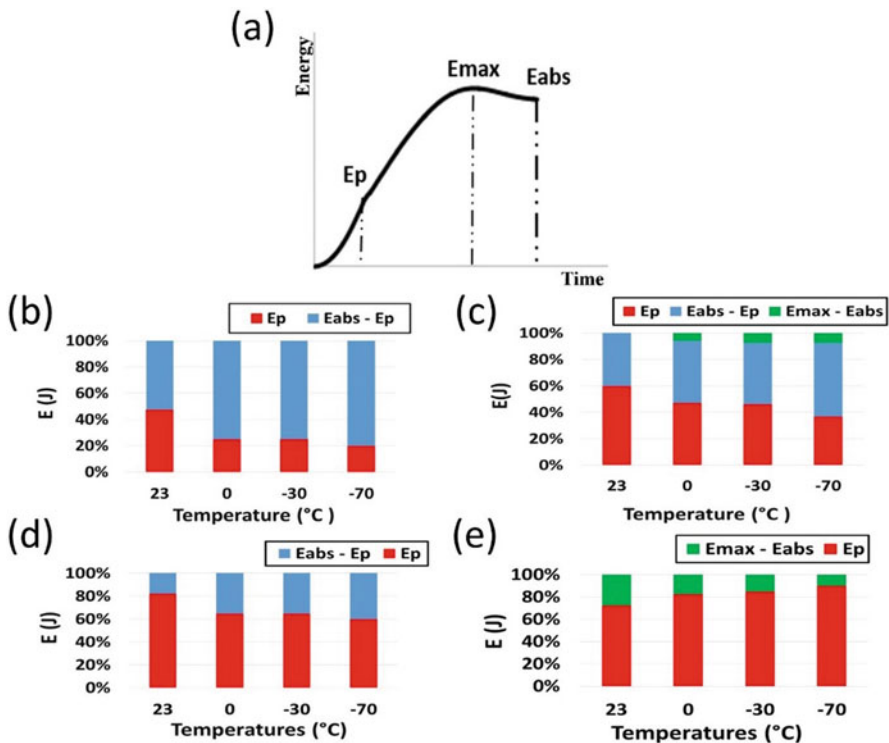 (a)
Energy
Emax
Eabs
Ep
Time
(b)
Ep Eabs - Ep
100%
80%
60%
40%
20%
0%
E (J)
23 0 -30 -70
Temperature (°C )
(c)
Ep Eabs - Ep Emax - Eabs
100%
80%
60%
40%
20%
0%
E(J)
23 0 -30 -70
Temperature (°C )
(d)
Eabs - Ep Ep
100%
80%
60%
40%
20%
0%
E (J)
23 0 -30 -70
Temperatures (°C)
(e)
Emax - Eabs Ep
100%
80%
60%
40%
20%
0%
E (J)
23 0 -30 -70
Temperatures (°C)